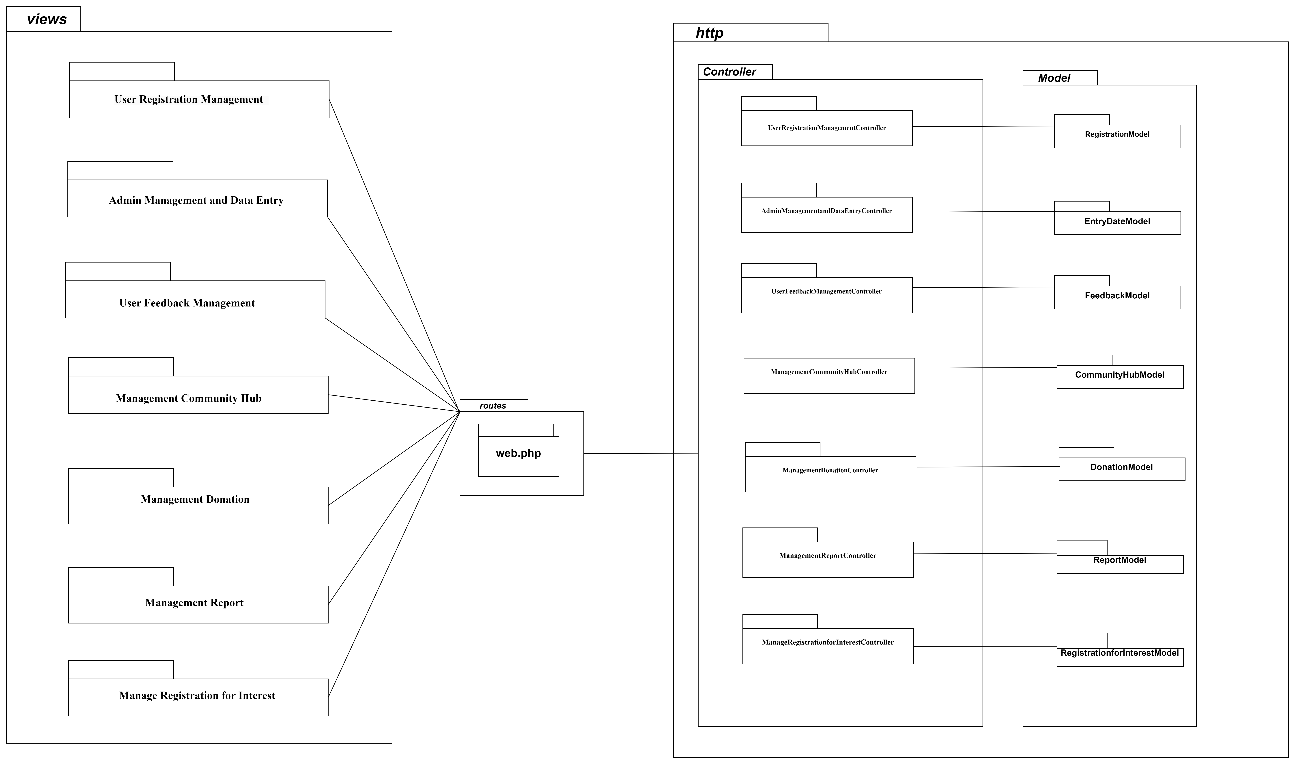 views
User Registration Management
Admin Management and Data Entry
User Feedback Management
Management Community Hub
Management Donation
Management Report
Manage Registration for Interest
routes
web.php
http
Controller
UserRegistrationManagementController
AdminManagementandDataEntryController
UserFeedbackManagementController
ManagementCommunityHubController
ManagementDonationController
ManagementReportController
ManageRegistrationforInterestController
Model
RegistrationModel
EntryDateModel
FeedbackModel
CommunityHubModel
DonationModel
ReportModel
RegistrationforInterestModel